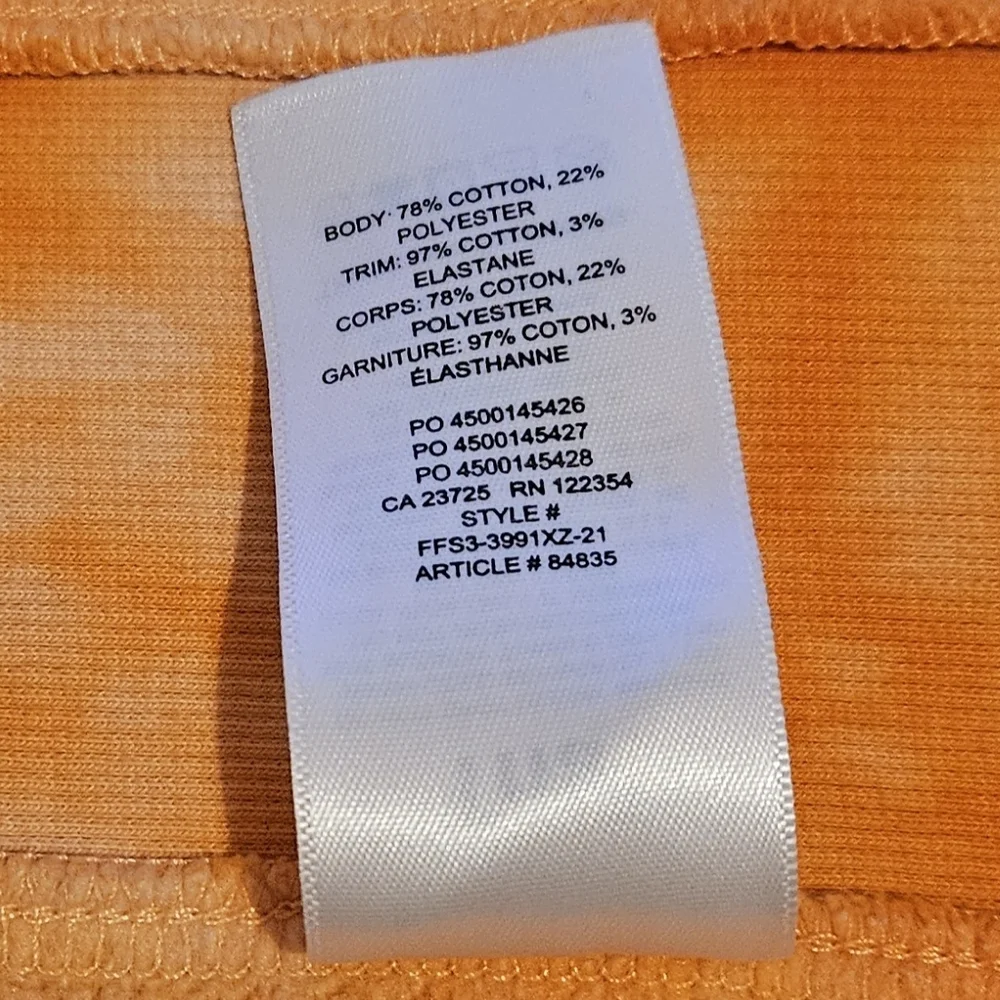 BODY: 78% COTTON, 22%
POLYESTER
TRIM: 97% COTTON, 3%
ELASTANE
CORPS: 78% COTON, 22%
POLYESTER
GARNITURE: 97% COTON, 3%
ÉLASTHANNE
PO 4500145426
PO 4500145427
PO 4500145428
CA 23725 RN 122354
STYLE #
FFS3-3991XZ-21
ARTICLE # 84835